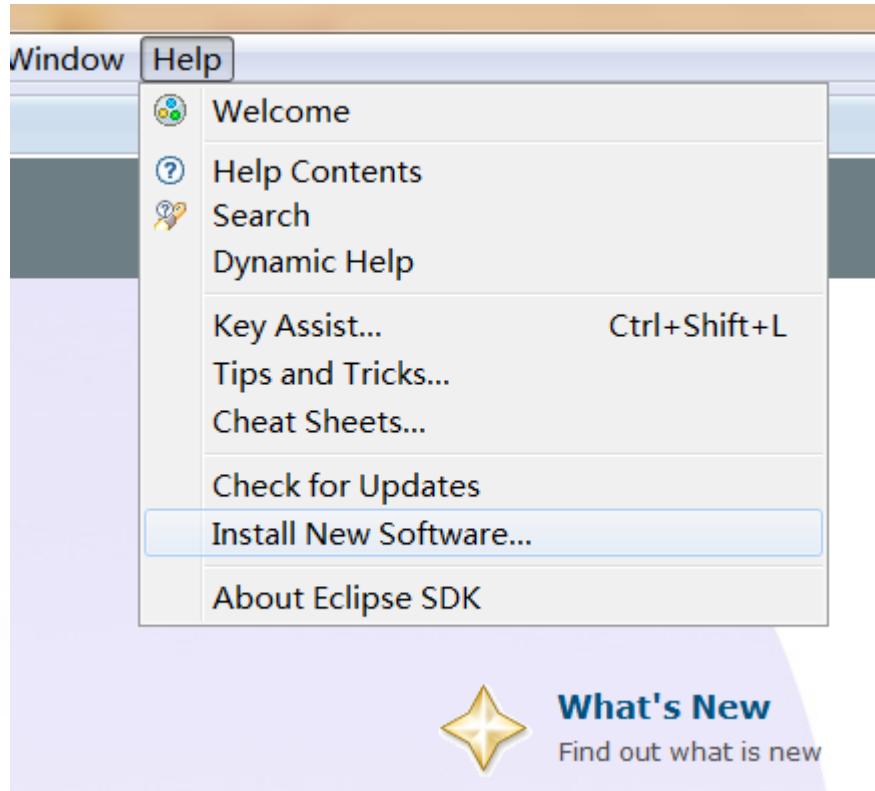 Window Help
Welcome
Help Contents
Search
Dynamic Help
Key Assist... Ctrl+Shift+L
Tips and Tricks...
Cheat Sheets...
Check for Updates
Install New Software...
About Eclipse SDK
What's New
Find out what is new